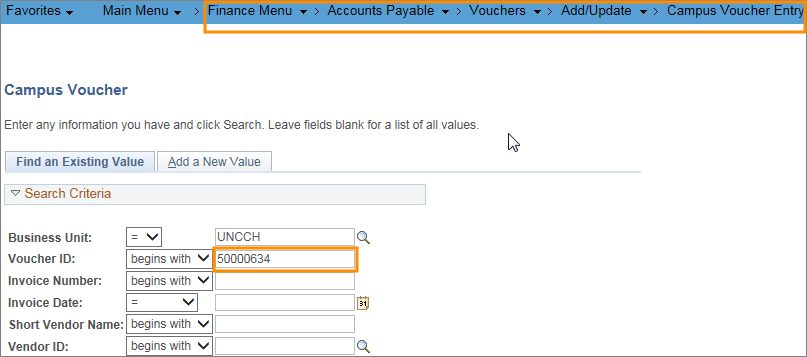 Favorites Main Menu > Finance Menu > Accounts Payable > Vouchers > Add/Update > Campus Voucher Entry
Campus Voucher
Enter any information you have and click Search. Leave fields blank for a list of all values.
Find an Existing Value Add a New Value
Search Criteria
Business Unit: = UNCCH
Voucher ID: begins with 50000634
Invoice Number: begins with
Invoice Date: = 31
Short Vendor Name: begins with
Vendor ID: begins with